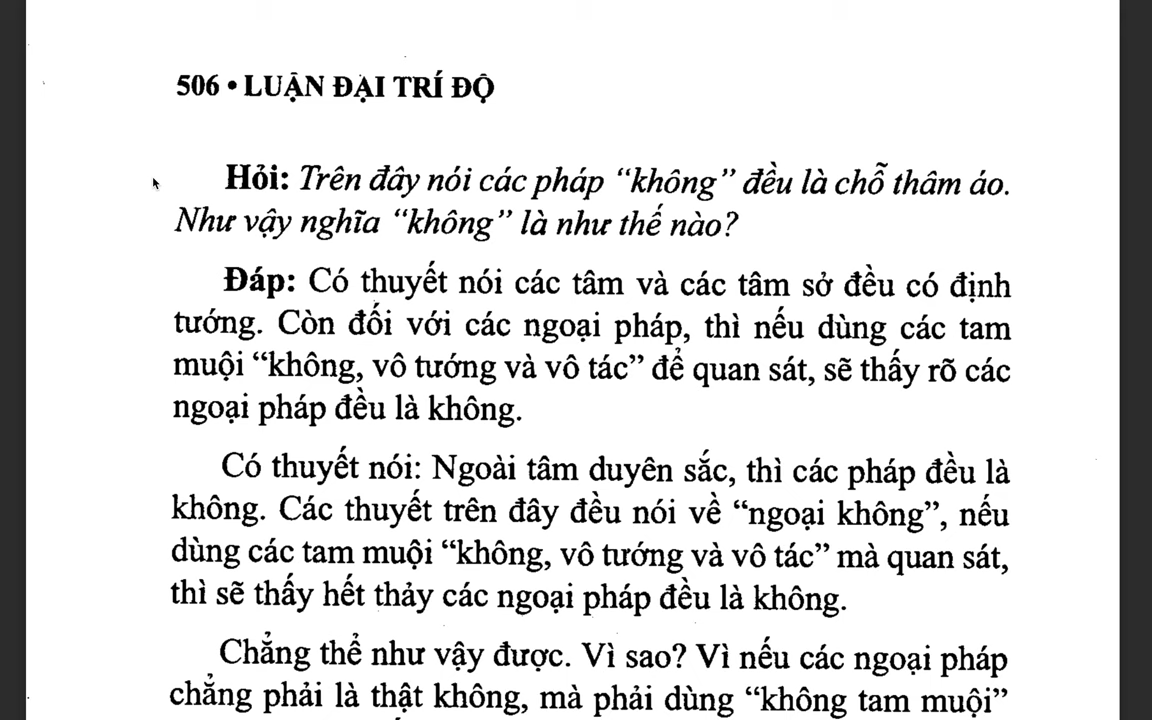 506 • LUẬN ĐẠI TRÍ ĐỘ
Hỏi: Trên đây nói các pháp “không” đều là chỗ thâm áo.
Như vậy nghĩa “không” là như thế nào?
Đáp: Có thuyết nói các tâm và các tâm sở đều có định
tướng. Còn đối với các ngoại pháp, thì nếu dùng các tam
muội “không, vô tướng và vô tác” để quan sát, sẽ thấy rõ các
ngoại pháp đều là không.
Có thuyết nói: Ngoài tâm duyên sắc, thì các pháp đều là
không. Các thuyết trên đây đều nói về “ngoại không”, nếu
dùng các tam muội “không, vô tướng và vô tác” mà quan sát,
thì sẽ thấy hết thảy các ngoại pháp đều là không.
Chẳng thể như vậy được. Vì sao? Vì nếu các ngoại pháp
chẳng phải là thật không, mà phải dùng “không tam muội”